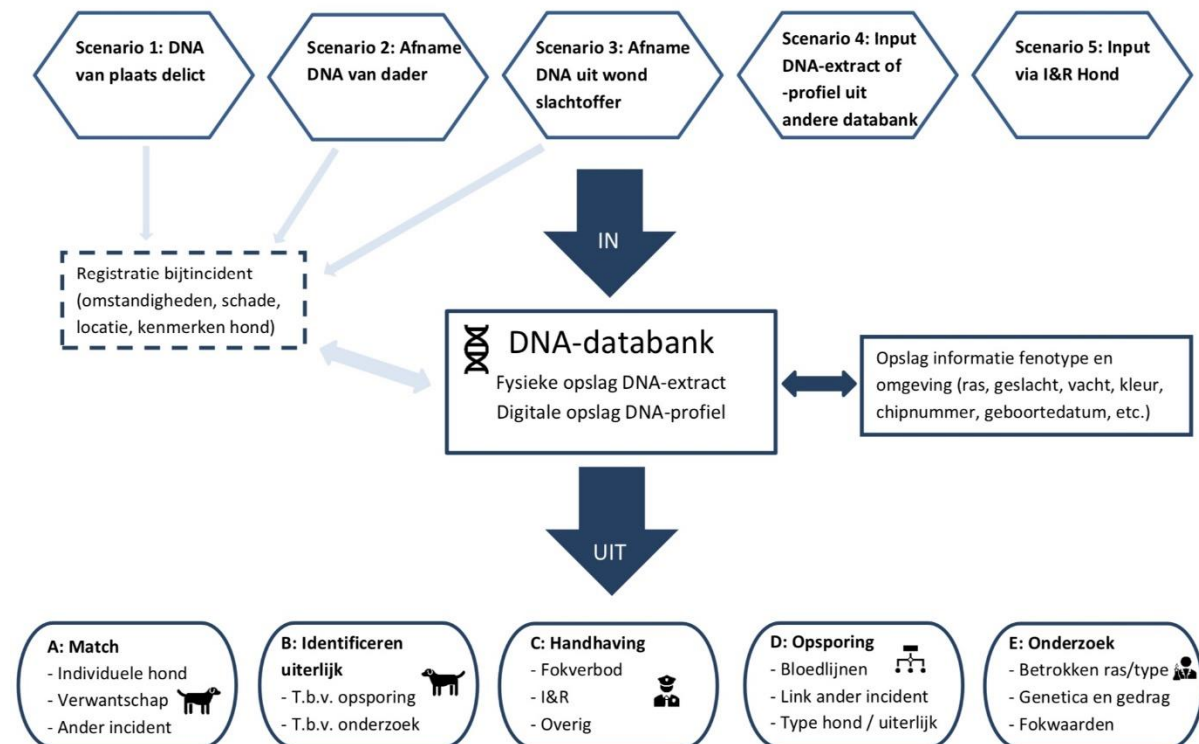 Scenario 1: DNA
van plaats delict
Scenario 2: Afname
DNA van dader
Scenario 3: Afname
DNA uit wond
slachtoffer
Scenario 4: Input
DNA-extract of
-profiel uit
andere databank
Scenario 5: Input
via I&R Hond
IN
Registratie bijtincident
(omstandigheden, schade,
locatie, kenmerken hond)
DNA-databank
Fysieke opslag DNA-extract
Digitale opslag DNA-profiel
Opslag informatie fenotype en
omgeving (ras, geslacht, vacht, kleur,
chipnummer, geboortedatum, etc.)
UIT
A: Match
- Individuele hond
- Verwantschap
- Ander incident
B: Identificeren
uiterlijk
- T.b.v. opsporing
- T.b.v. onderzoek
C: Handhaving
- Fokverbod
- I&R
- Overig
D: Opsporing
- Bloedlijnen
- Link ander incident
- Type hond / uiterlijk
E: Onderzoek
- Betrokken ras/type
- Genetica en gedrag
- Fokwaarden